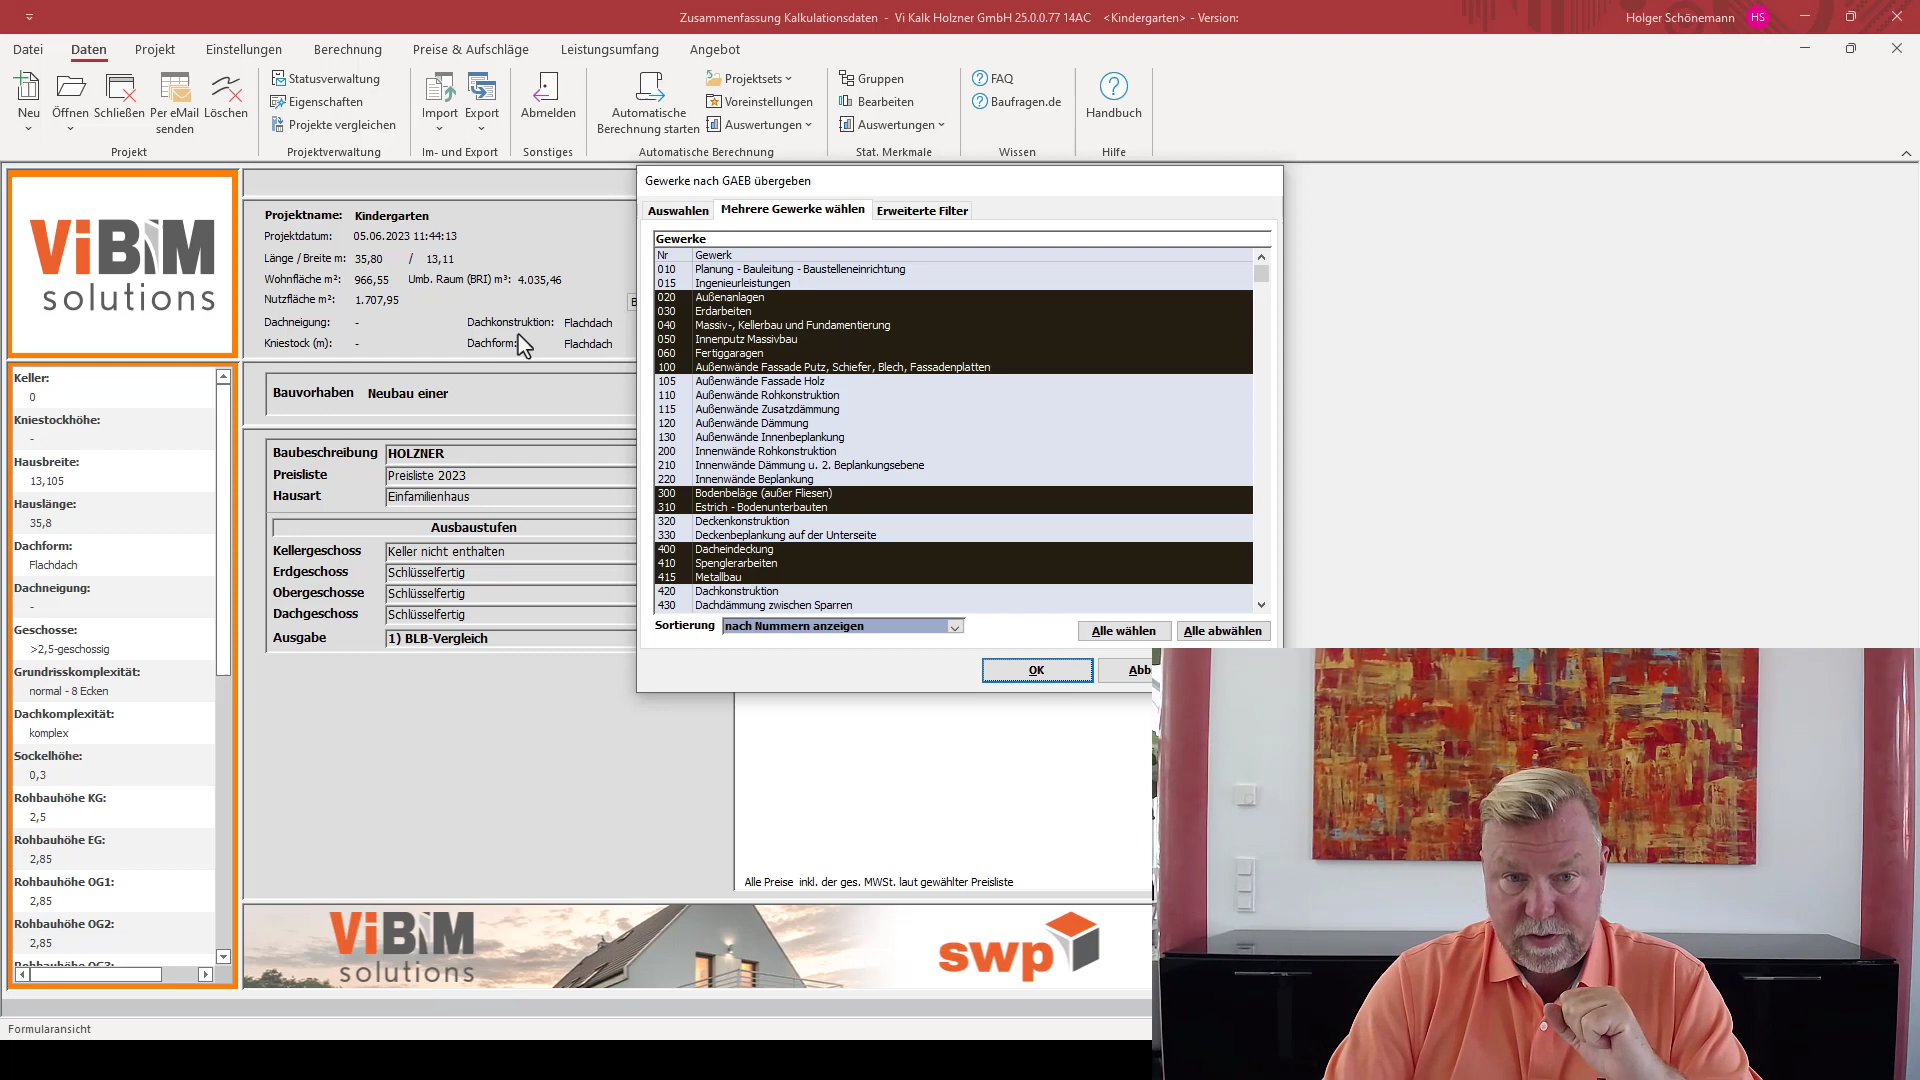 Zusammenfassung Kalkulationsdaten - Vi Kalk Holzner GmbH 25.0.0.77 14AC <Kindergarten> - Version:
Holger Schönemann HS
Datei Daten Projekt Einstellungen Berechnung Preise & Aufschläge Leistungsumfang Angebot
Neu
Öffnen
Schließen
Per eMail senden
Löschen
Projekt
Statusverwaltung
Eigenschaften
Projekte vergleichen
Projektverwaltung
Import
Export
Im- und Export
Abmelden
Sonstiges
Automatische
Berechnung starten
Projektsets
Voreinstellungen
Auswertungen
Automatische Berechnung
Gruppen
Bearbeiten
Auswertungen
Stat. Merkmale
FAQ
Baufragen.de
Wissen
Handbuch
Hilfe
ViBIM
solutions
Keller:
0
Kniestockhöhe:
-
Hausbreite:
13,105
Hauslänge:
35,8
Dachform:
Flachdach
Dachneigung:
-
Geschosse:
>2,5-geschossig
Grundrisskomplexität:
normal - 8 Ecken
Dachkomplexität:
komplex
Sockelhöhe:
0,3
Rohbauhöhe KG:
2,5
Rohbauhöhe EG:
2,85
Rohbauhöhe OG1:
2,85
Rohbauhöhe OG2:
2,85
Rohbauhöhe OG3:
Projektname: Kindergarten
Projektdatum: 05.06.2023 11:44:13
Länge / Breite m: 35,80 / 13,11
Wohnfläche m²: 966,55 Umb. Raum (BRI) m³: 4.035,46
Nutzfläche m²: 1.707,95
Dachneigung: - Dachkonstruktion: Flachdach
Kniestock (m): - Dachform: Flachdach
Bauvorhaben Neubau einer
Baubeschreibung HOLZNER
Preisliste Preisliste 2023
Hausart Einfamilienhaus
Ausbaustufen
Kellergeschoss Keller nicht enthalten
Erdgeschoss Schlüsselfertig
Obergeschosse Schlüsselfertig
Dachgeschoss Schlüsselfertig
Ausgabe 1) BLB-Vergleich
Gewerke nach GAEB übergeben
Auswahlen Mehrere Gewerke wählen Erweiterte Filter
Gewerke
Nr Gewerk
010 Planung - Bauleitung - Baustelleneinrichtung
015 Ingenieurleistungen
020 Außenanlagen
030 Erdarbeiten
040 Massiv-, Kellerbau und Fundamentierung
050 Innenputz Massivbau
060 Fertiggaragen
100 Außenwände Fassade Putz, Schiefer, Blech, Fassadenplatten
105 Außenwände Fassade Holz
110 Außenwände Rohkonstruktion
115 Außenwände Zusatzdämmung
120 Außenwände Dämmung
130 Außenwände Innenbeplankung
200 Innenwände Rohkonstruktion
210 Innenwände Dämmung u. 2. Beplankungsebene
220 Innenwände Beplankung
300 Bodenbeläge (außer Fliesen)
310 Estrich - Bodenunterbauten
320 Deckenkonstruktion
330 Deckenbeplankung auf der Unterseite
400 Dacheindeckung
410 Spenglerarbeiten
415 Metallbau
420 Dachkonstruktion
430 Dachdämmung zwischen Sparren
Sortierung nach Nummern anzeigen Alle wählen Alle abwählen
OK Abb
Alle Preise inkl. der ges. MWSt. laut gewählter Preisliste
ViBIM
solutions
swp
Formularansicht